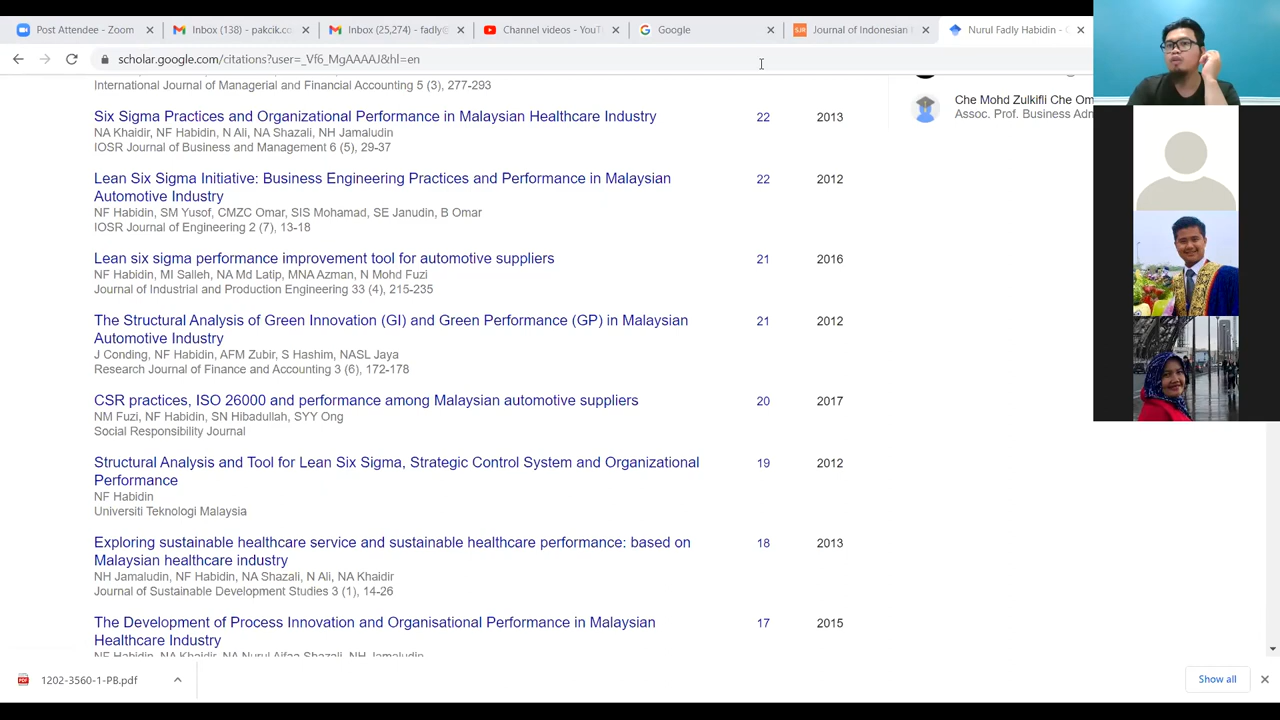 Post Attendee - Zoom
Inbox (138) - pakcik.co
Inbox (25,274) - fadly@
Channel videos - YouT
Google
Journal of Indonesian
Nurul Fadly Habidin -
scholar.google.com/citations?user=_Vf6_MgAAAAJ&hl=en
International Journal of Managerial and Financial Accounting 5 (3), 277-293
Six Sigma Practices and Organizational Performance in Malaysian Healthcare Industry 22 2013
NA Khaidir, NF Habidin, N Ali, NA Shazali, NH Jamaludin
IOSR Journal of Business and Management 6 (5), 29-37
Lean Six Sigma Initiative: Business Engineering Practices and Performance in Malaysian 22 2012
Automotive Industry
NF Habidin, SM Yusof, CMZC Omar, SIS Mohamad, SE Janudin, B Omar
IOSR Journal of Engineering 2 (7), 13-18
Lean six sigma performance improvement tool for automotive suppliers 21 2016
NF Habidin, MI Salleh, NA Md Latip, MNA Azman, N Mohd Fuzi
Journal of Industrial and Production Engineering 33 (4), 215-235
The Structural Analysis of Green Innovation (GI) and Green Performance (GP) in Malaysian 21 2012
Automotive Industry
J Conding, NF Habidin, AFM Zubir, S Hashim, NASL Jaya
Research Journal of Finance and Accounting 3 (6), 172-178
CSR practices, ISO 26000 and performance among Malaysian automotive suppliers 20 2017
NM Fuzi, NF Habidin, SN Hibadullah, SYY Ong
Social Responsibility Journal
Structural Analysis and Tool for Lean Six Sigma, Strategic Control System and Organizational 19 2012
Performance
NF Habidin
Universiti Teknologi Malaysia
Exploring sustainable healthcare service and sustainable healthcare performance: based on 18 2013
Malaysian healthcare industry
NH Jamaludin, NF Habidin, NA Shazali, N Ali, NA Khaidir
Journal of Sustainable Development Studies 3 (1), 14-26
The Development of Process Innovation and Organisational Performance in Malaysian 17 2015
Healthcare Industry
NF Habidin, NA Khaidir, NA Nurul Aifaa Shazali, NH Jamaludin
Che Mohd Zulkifli Che Om
Assoc. Prof. Business Adn
1202-3560-1-PB.pdf
Show all